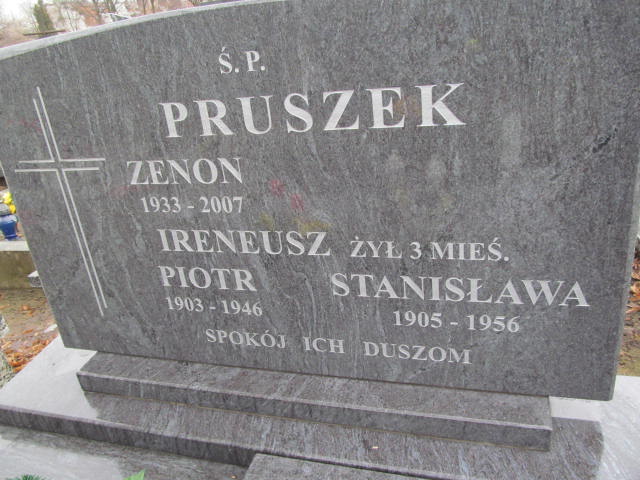 Ś.P.
PRUSZEK
ZENON
1933 - 2007
IRENEUSZ ŻYŁ 3 MIEŚ.
PIOTR STANISŁAWA
1903 - 1946 1905 - 1956
SPOKÓJ ICH DUSZOM